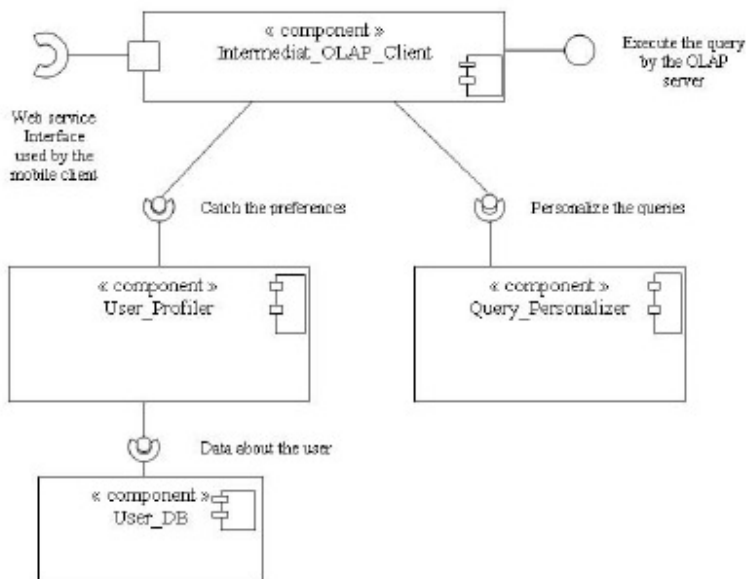 « component »
Intermediat_OLAP_Client
Execute the query
by the OLAP
server
Web service
Interface
used by the
mobile client
Catch the preferences
Personalize the queries
« component »
User_Profiler
« component »
Query_Personalizer
Data about the user
« component »
User_DB